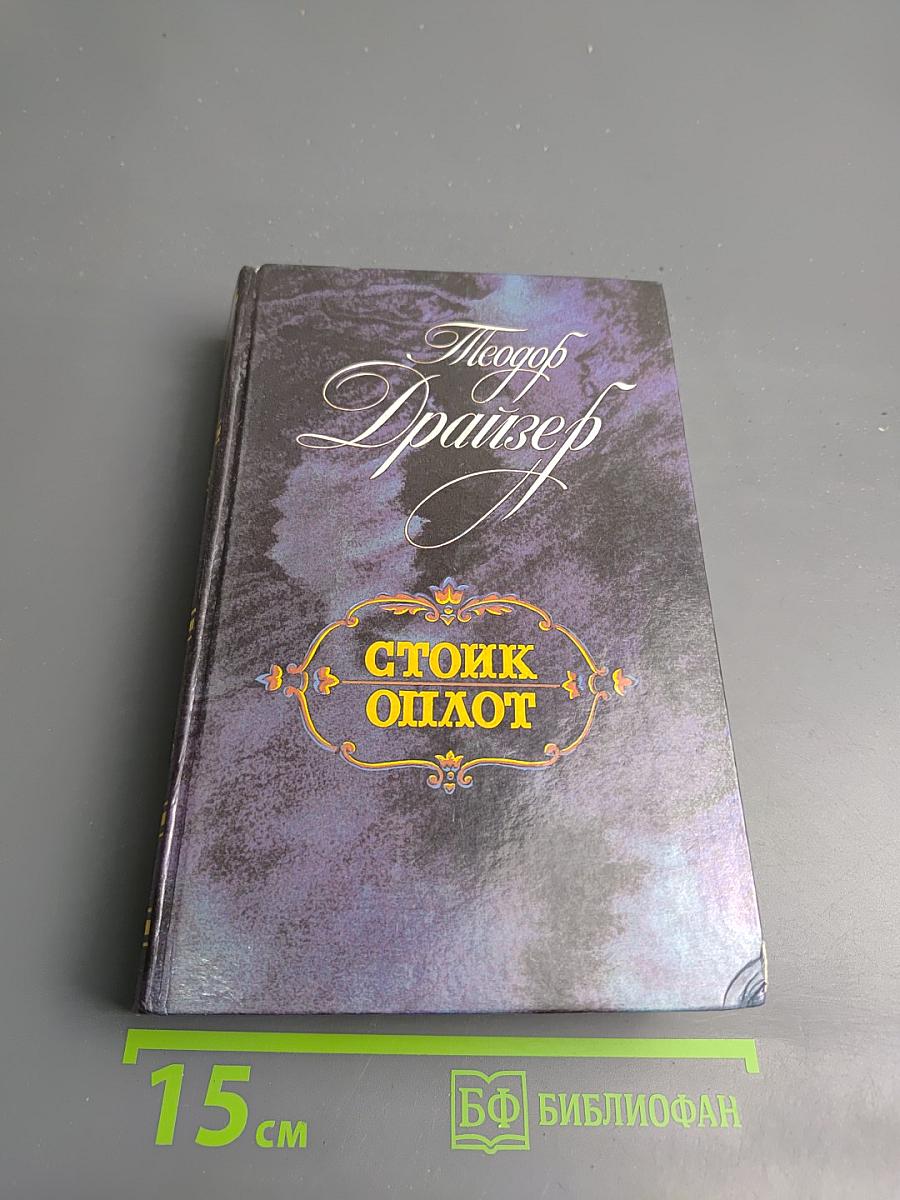 Теодор
Драйзер
СТОИК
ОПЛОТ
15 см
БФ БИБЛИОФАН